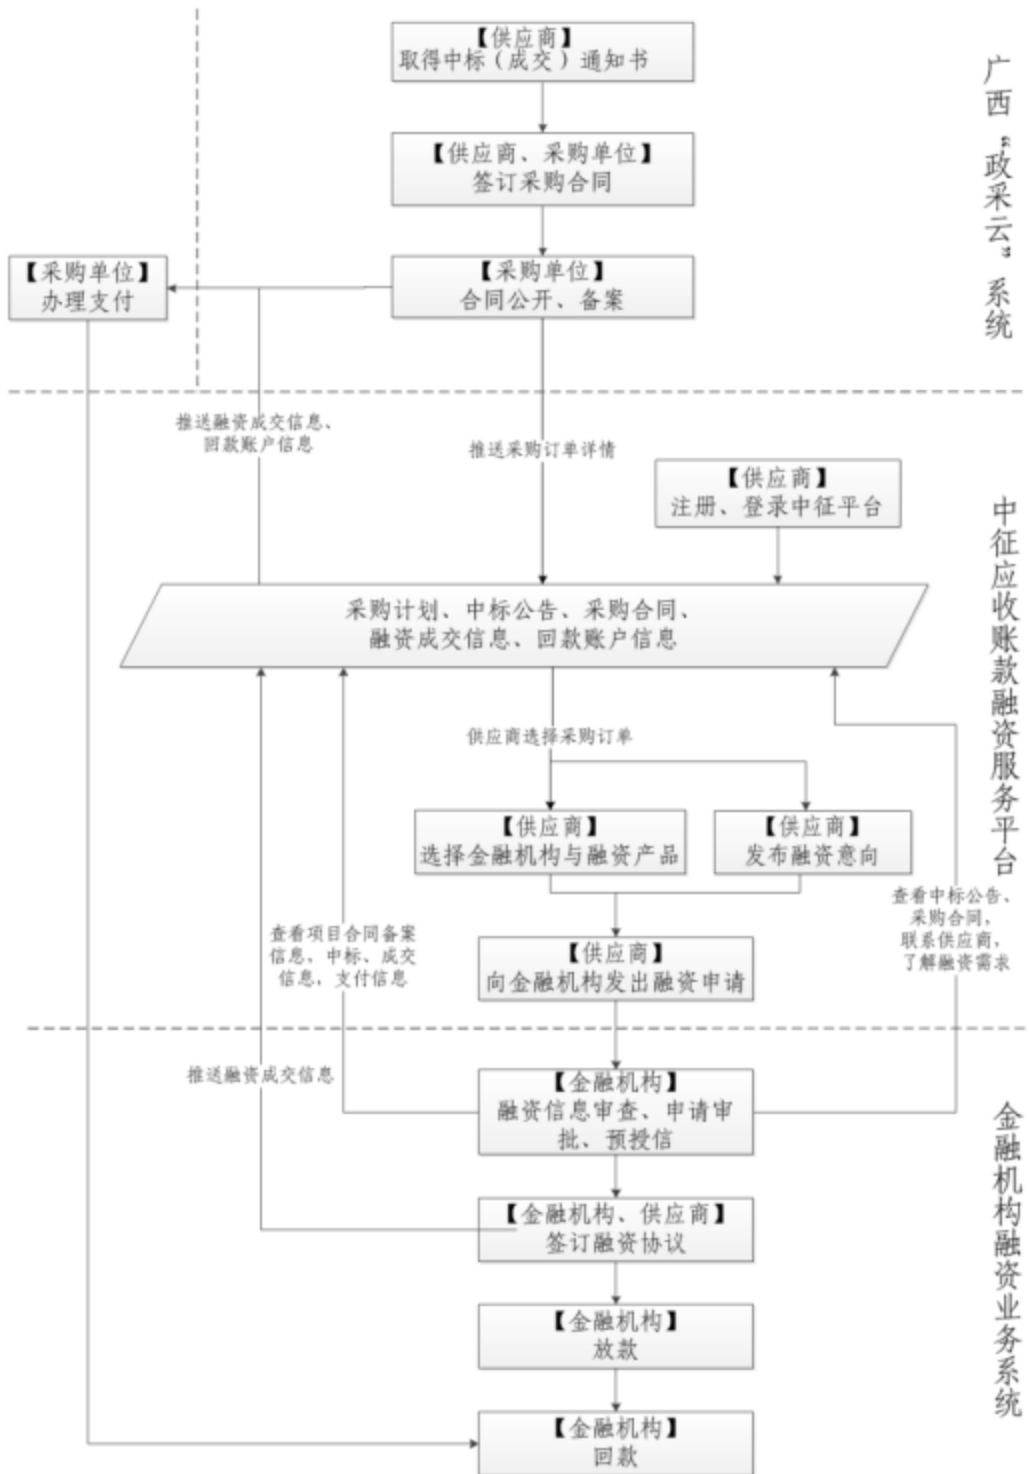 【供应商】
取得中标（成交）通知书
【供应商、采购单位】
签订采购合同
【采购单位】
合同公开、备案
【采购单位】
办理支付
广西“政采云”系统
推送融资成交信息、
回款账户信息
推送采购订单详情
【供应商】
注册、登录中征平台
采购计划、中标公告、采购合同、
融资成交信息、回款账户信息
供应商选择采购订单
【供应商】
选择金融机构与融资产品
【供应商】
发布融资意向
中征应收账款融资服务平台
查看中标公告、
采购合同，
联系供应商，
了解融资需求
查看项目合同备案
信息，中标、成交
信息，支付信息
【供应商】
向金融机构发出融资申请
推送融资成交信息
【金融机构】
融资信息审查、申请审
批、预授信
【金融机构、供应商】
签订融资协议
【金融机构】
放款
【金融机构】
回款
金融机构融资业务系统